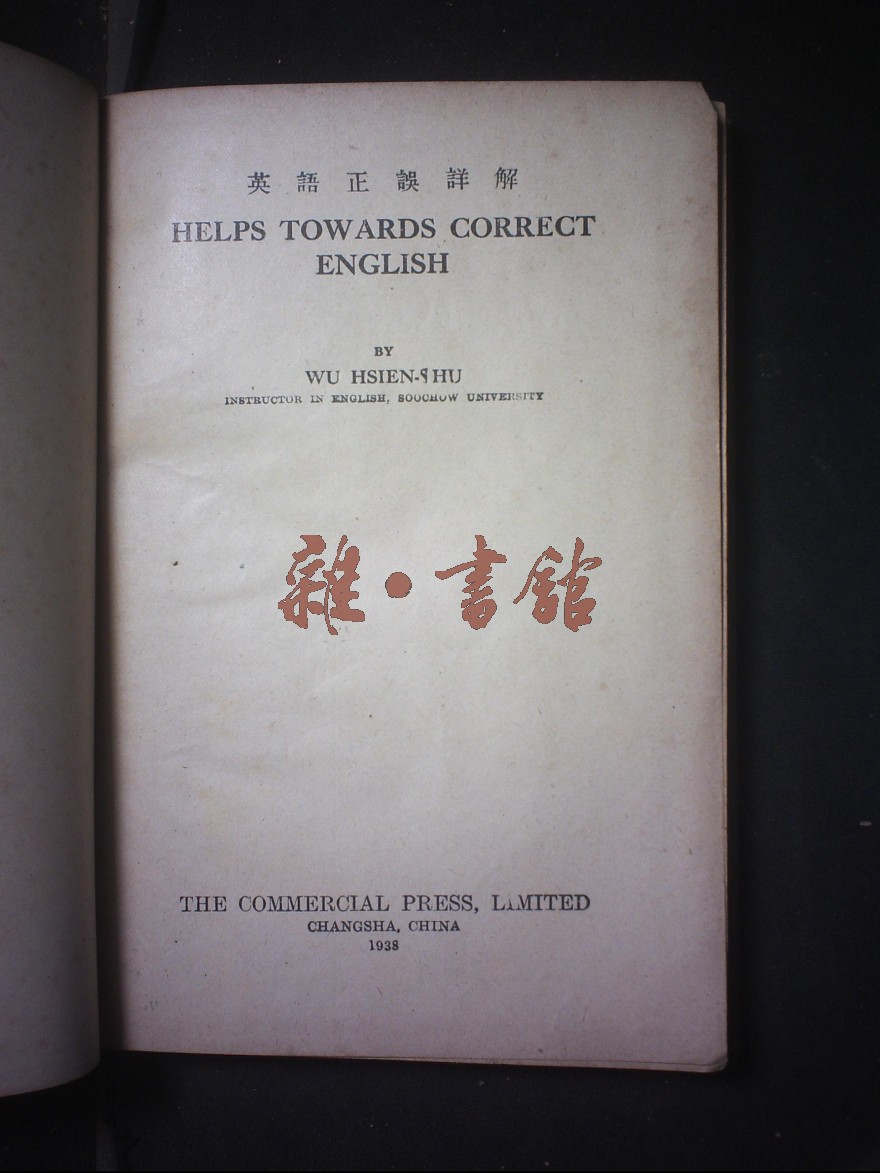 英語正誤詳解
HELPS TOWARDS CORRECT
ENGLISH
BY
WU HSIEN-SHU
INSTRUCTOR IN ENGLISH, SOOCHOW UNIVERSITY
雜·書館
THE COMMERCIAL PRESS, LIMITED
CHANGSHA, CHINA
1938